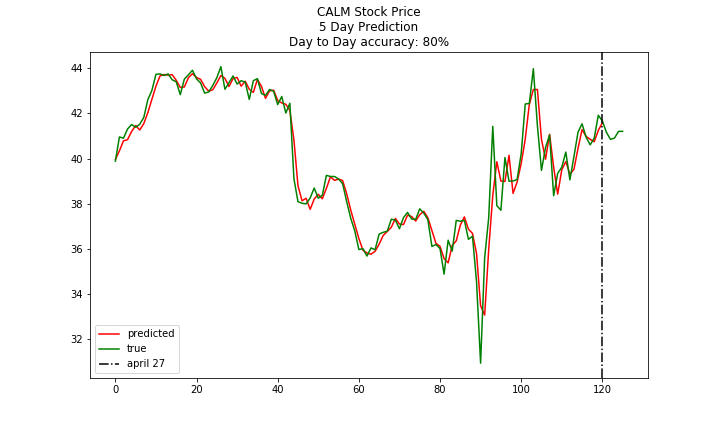 CALM Stock Price
5 Day Prediction
Day to Day accuracy: 80%
44
42
40
38
36
34
32
predicted
true
april 27
0
20
40
60
80
100
120